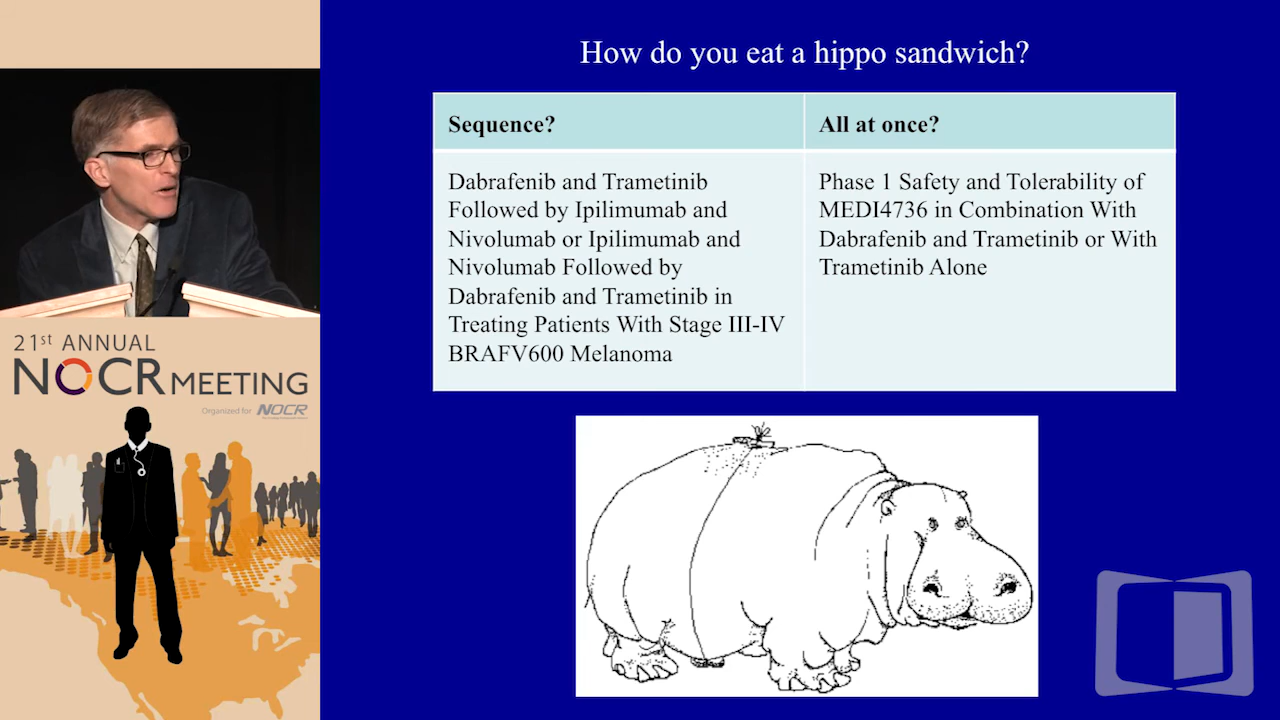 How do you eat a hippo sandwich?
Sequence?
Dabrafenib and Trametinib
Followed by Ipilimumab and
Nivolumab or Ipilimumab and
Nivolumab Followed by
Dabrafenib and Trametinib in
Treating Patients With Stage III-IV
BRAFV600 Melanoma
All at once?
Phase 1 Safety and Tolerability of
MEDI4736 in Combination With
Dabrafenib and Trametinib or With
Trametinib Alone
21st ANNUAL
NOCR MEETING
Organized for NOCR